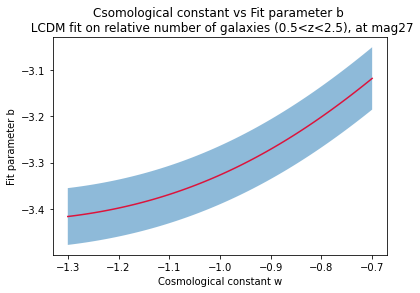 Csomological constant vs Fit parameter b
LCDM fit on relative number of galaxies (0.5<z<2.5), at mag27
−3.1
−3.2
−3.3
−3.4
Fit parameter b
−1.3 −1.2 −1.1 −1.0 −0.9 −0.8 −0.7
Cosmological constant w